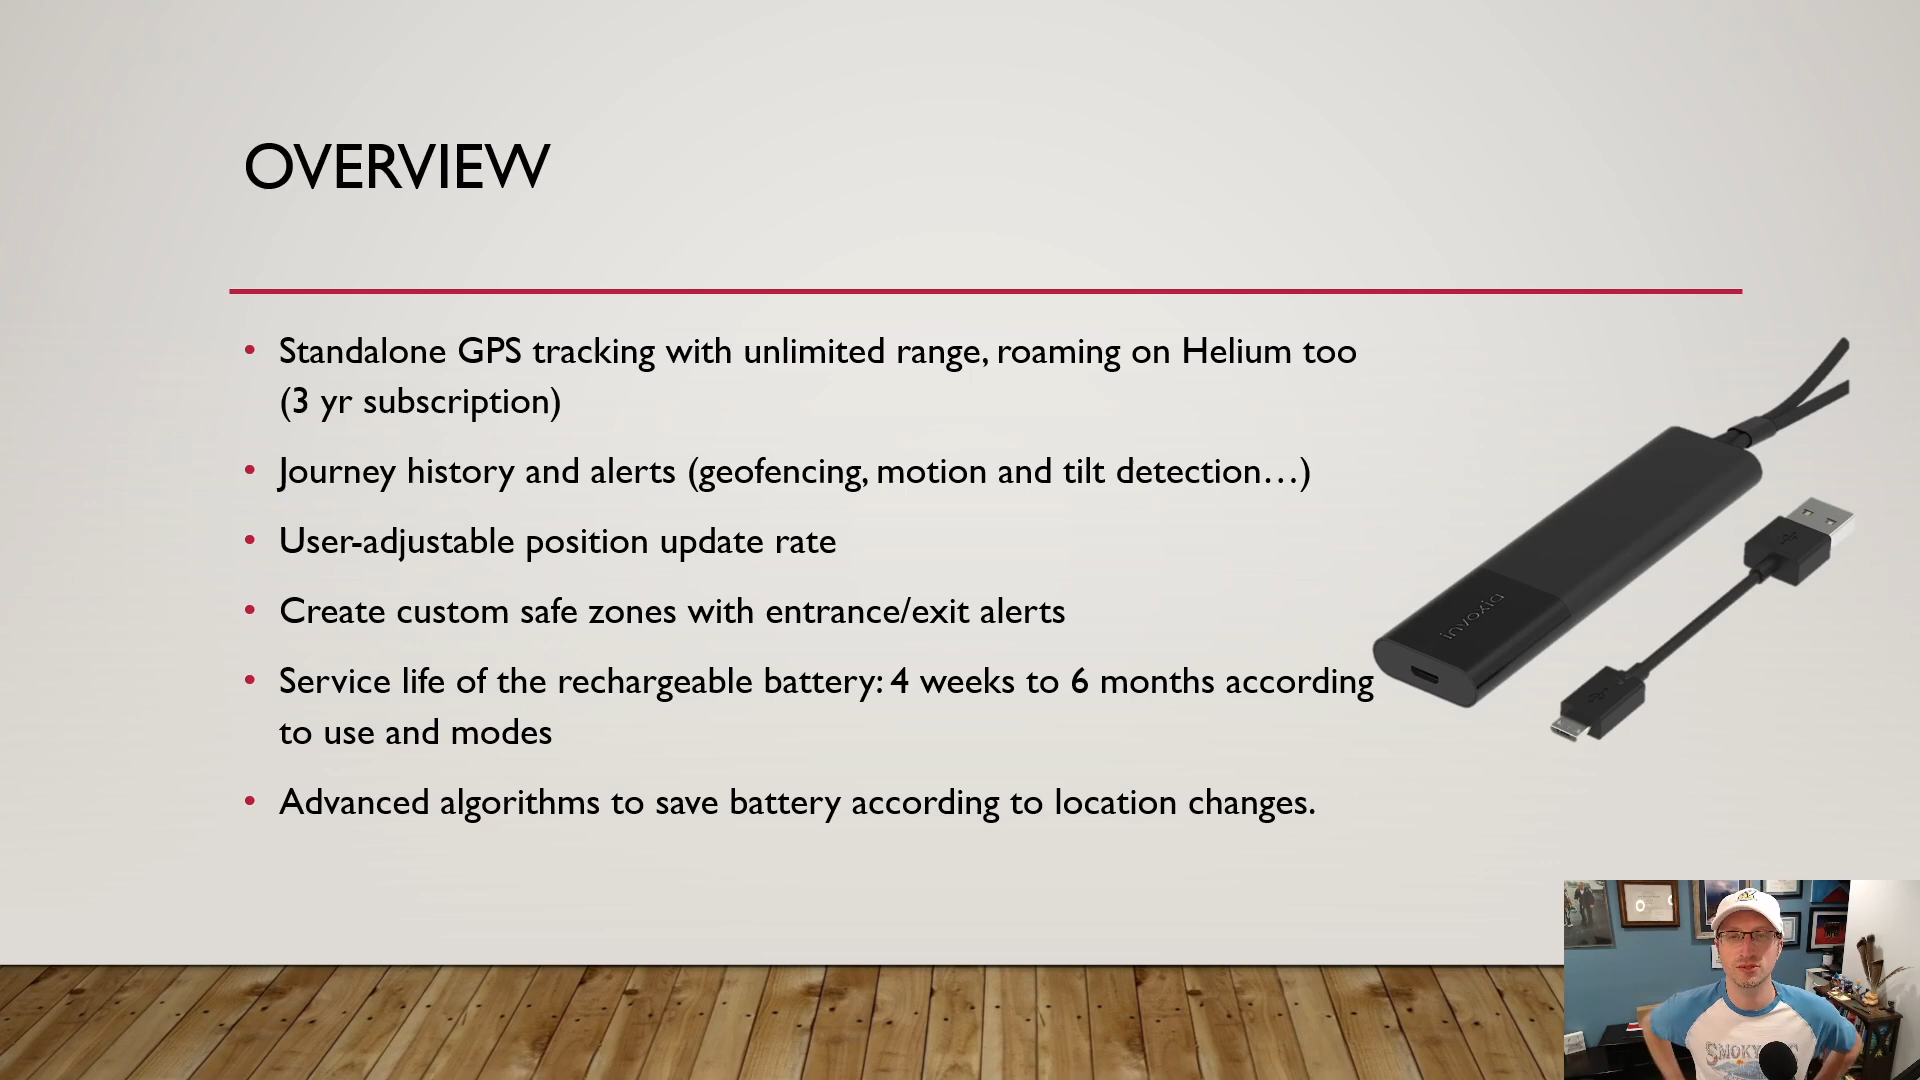 OVERVIEW
• Standalone GPS tracking with unlimited range, roaming on Helium too
(3 yr subscription)
• Journey history and alerts (geofencing, motion and tilt detection…)
• User-adjustable position update rate
• Create custom safe zones with entrance/exit alerts
• Service life of the rechargeable battery: 4 weeks to 6 months according
to use and modes
• Advanced algorithms to save battery according to location changes.
invoxia
SMOKY